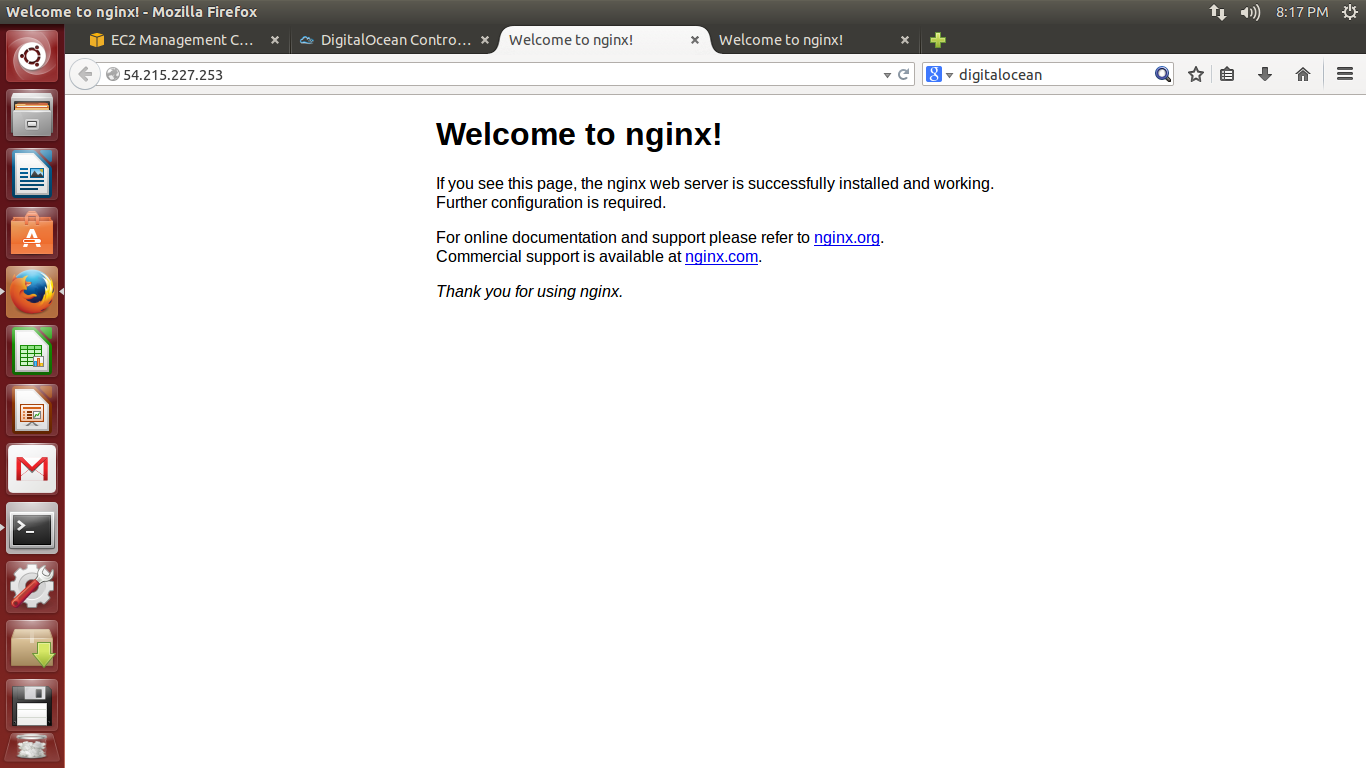 Welcome to nginx! - Mozilla Firefox
8:17 PM
EC2 Management C...
DigitalOcean Contro...
Welcome to nginx!
Welcome to nginx!
54.215.227.253
digitalocean
Welcome to nginx!
If you see this page, the nginx web server is successfully installed and working.
Further configuration is required.
For online documentation and support please refer to nginx.org.
Commercial support is available at nginx.com.
Thank you for using nginx.